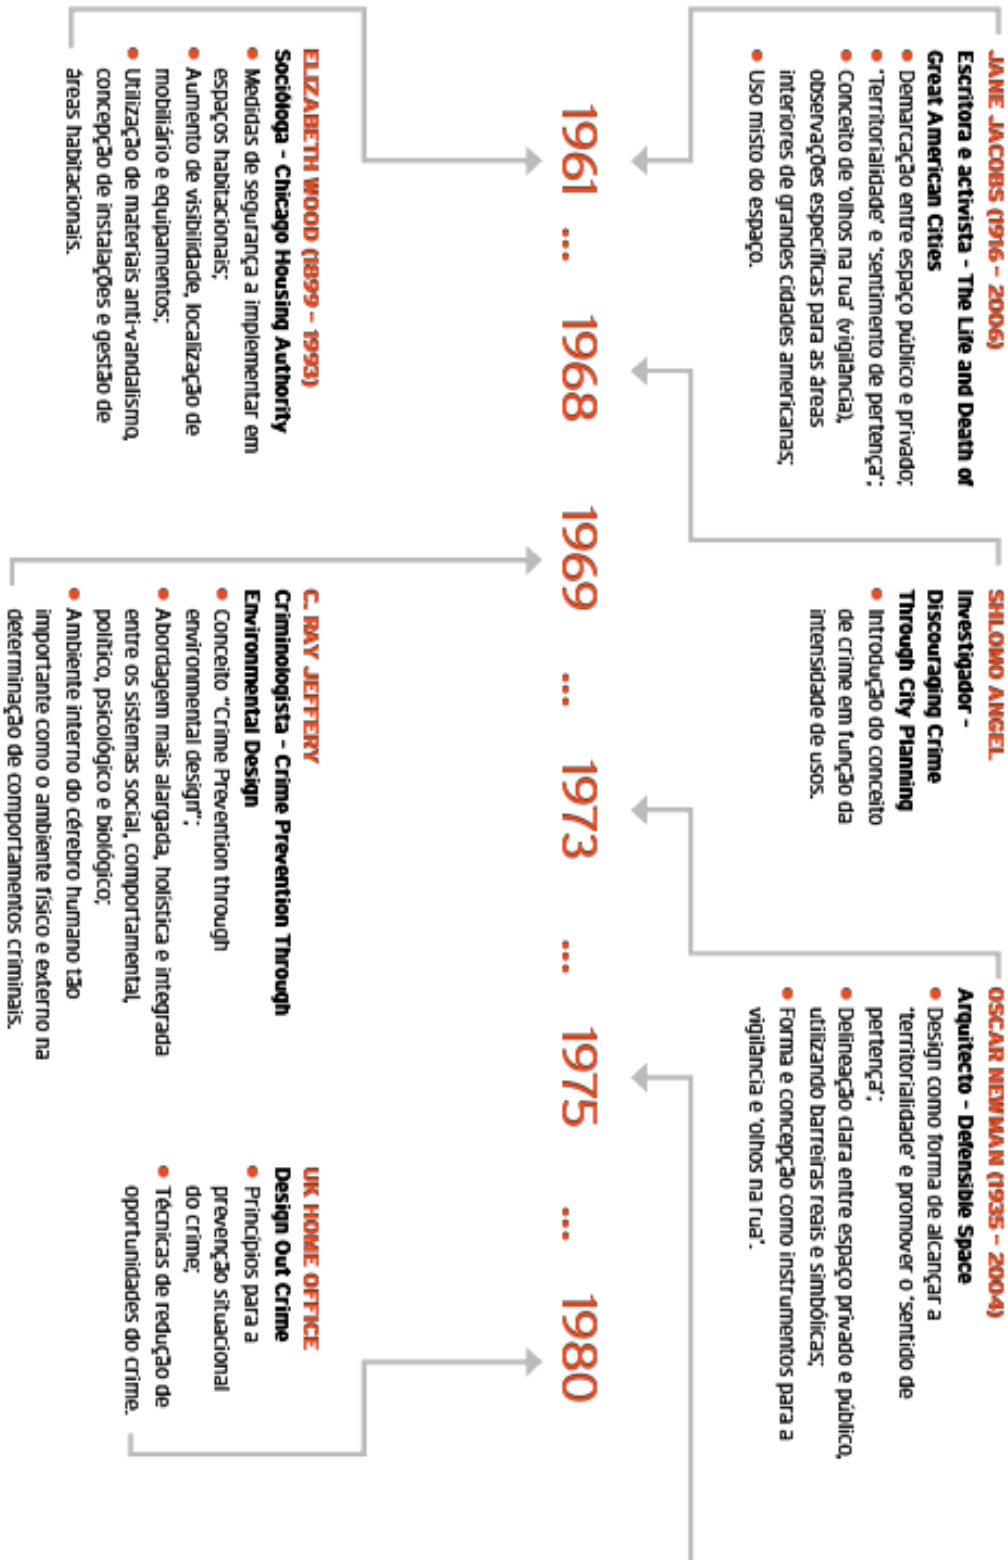 JANE JACOBS (1916 – 2006)
Escritora e activista - The Life and Death of
Great American Cities
• Demarcação entre espaço público e privado;
• 'Territorialidade' e 'sentimento de pertença';
• Conceito de 'olhos na rua' (vigilância),
observações específicas para as áreas
interiores de grandes cidades americanas;
• Uso misto do espaço.
SHLOMO ANGEL
Investigador -
Discouraging Crime
Through City Planning
• Introdução do conceito
de crime em função da
intensidade de usos.
OSCAR NEWMAN (1935 – 2004)
Arquitecto - Defensible Space
• Design como forma de alcançar a
'territorialidade' e promover o 'sentido de
pertença';
• Delineação clara entre espaço privado e público,
utilizando barreiras reais e simbólicas;
• Forma e concepção como instrumentos para a
vigilância e 'olhos na rua'.
1961 ... 1968 1969 ... 1973 ... 1975 ... 1980
ELIZABETH WOOD (1899 – 1993)
Socióloga - Chicago Housing Authority
• Medidas de segurança a implementar em
espaços habitacionais;
• Aumento de visibilidade, localização de
mobiliário e equipamentos;
• Utilização de materiais anti-vandalismo,
concepção de instalações e gestão de
áreas habitacionais.
C. RAY JEFFERY
Criminologista - Crime Prevention Through
Environmental Design
• Conceito "Crime Prevention through
environmental design";
• Abordagem mais alargada, holística e integrada
entre os sistemas social, comportamental,
político, psicológico e biológico;
• Ambiente interno do cérebro humano tão
importante como o ambiente físico e externo na
determinação de comportamentos criminais.
UK HOME OFFICE
Design Out Crime
• Princípios para a
prevenção situacional
do crime;
• Técnicas de redução de
oportunidades do crime.